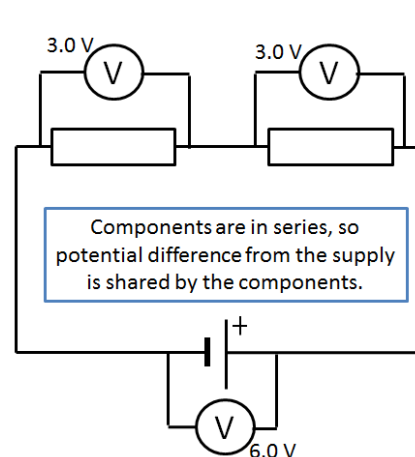 3.0 V
V
3.0 V
V
Components are in series, so
potential difference from the supply
is shared by the components.
+
V
6.0 V